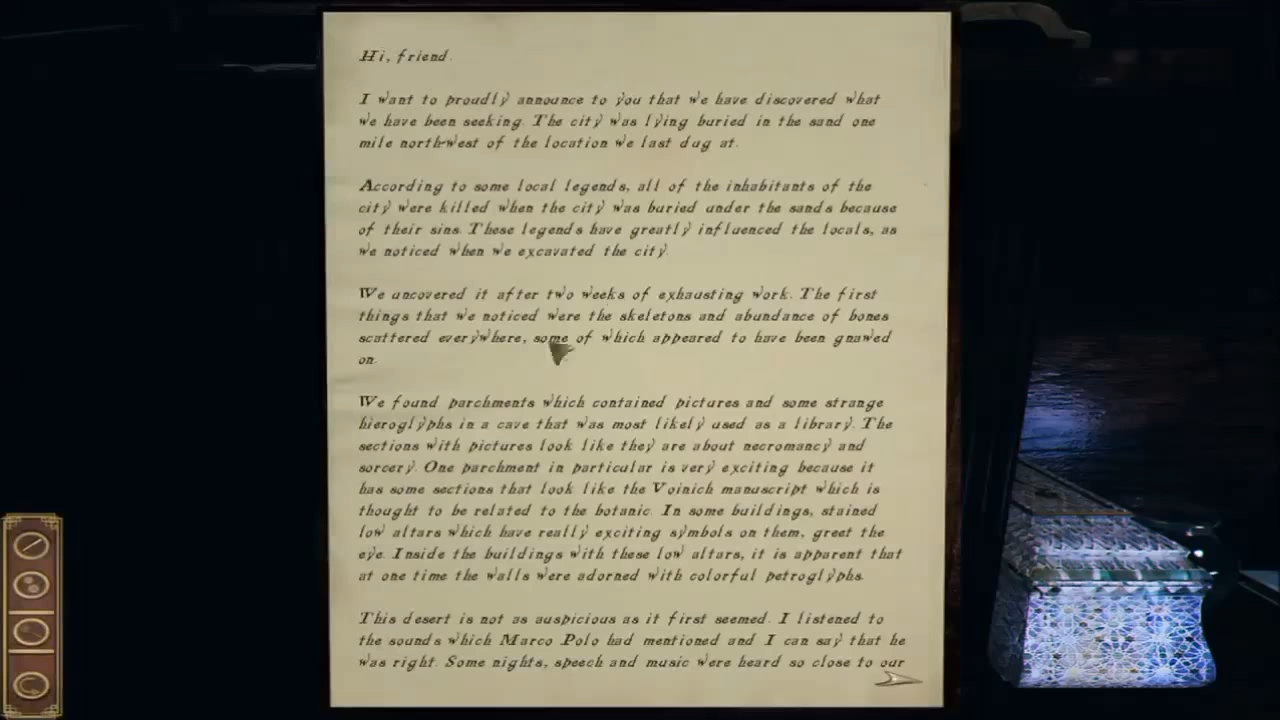 Hi, friend.
I want to proudly announce to you that we have discovered what
we have been seeking. The city was lying buried in the sand one
mile north-west of the location we last dug at.
According to some local legends, all of the inhabitants of the
city were killed when the city was buried under the sands because
of their sins. These legends have greatly influenced the locals, as
we noticed when we excavated the city.
We uncovered it after two weeks of exhausting work. The first
things that we noticed were the skeletons and abundance of bones
scattered everywhere, some of which appeared to have been gnawed
on.
We found parchments which contained pictures and some strange
hieroglyphs in a cave that was most likely used as a library. The
sections with pictures look like they are about necromancy and
sorcery. One parchment in particular is very exciting because it
has some sections that look like the Voinich manuscript which is
thought to be related to the botanic. In some buildings, stained
low altars which have really exciting symbols on them, greet the
eye. Inside the buildings with these low altars, it is apparent that
at one time the walls were adorned with colorful petroglyphs.
This desert is not as auspicious as it first seemed. I listened to
the sounds which Marco Polo had mentioned and I can say that he
was right. Some nights, speech and music were heard so close to our